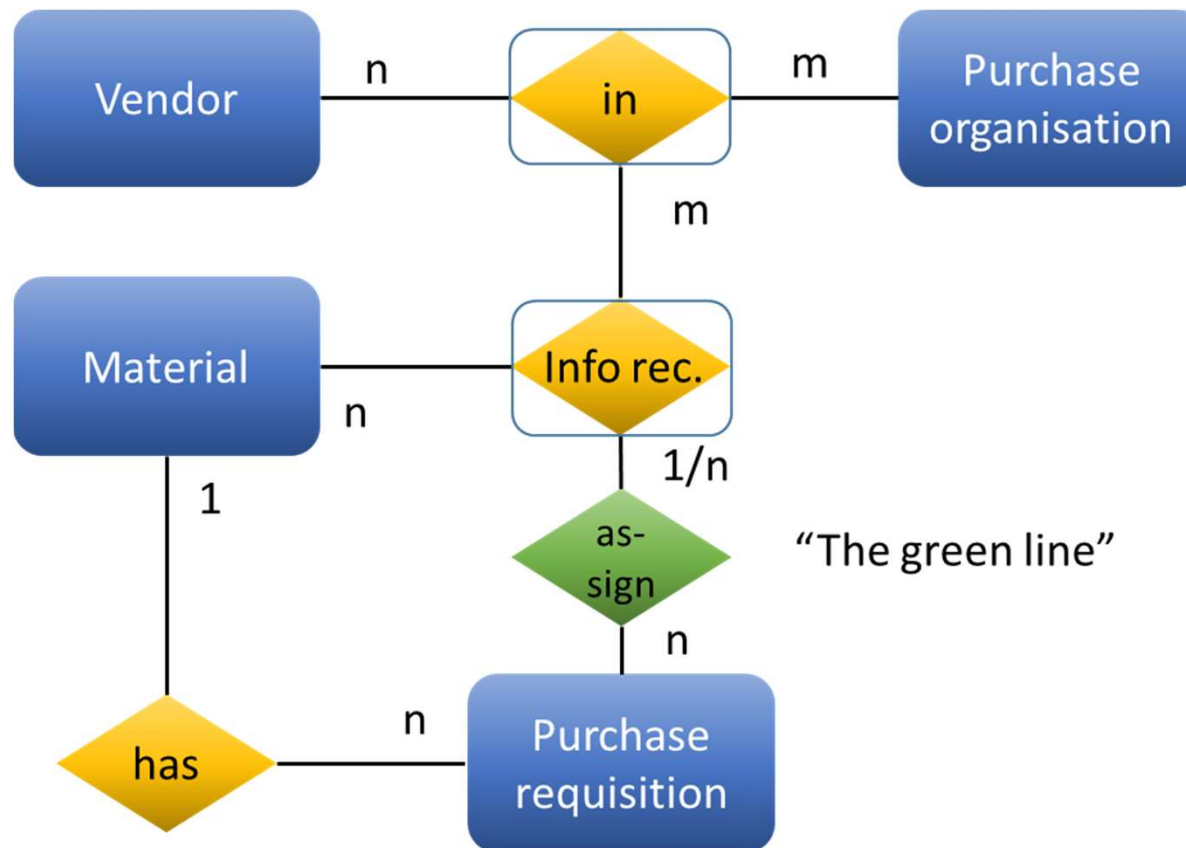 Vendor
n
in
m
Purchase
organisation
m
Material
n
Info rec.
1
1/n
as-
sign
“The green line”
n
has
n
Purchase
requisition